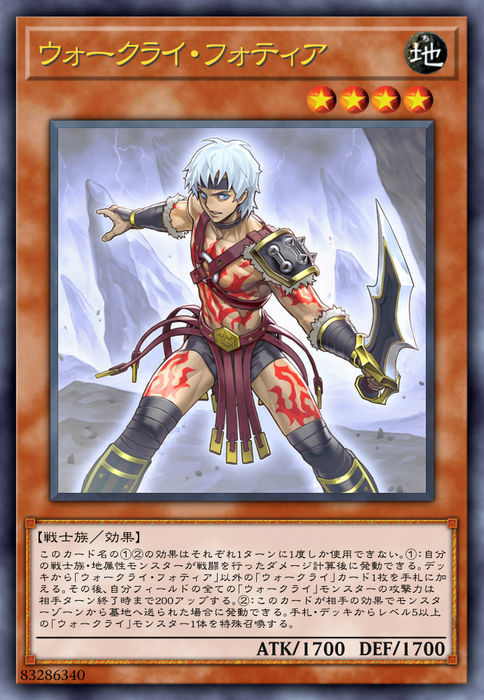 ウォークライ・フォティア
ち
地
【戦士族／効果】
このカード名の①②の効果はそれぞれ1ターンに1度しか使用できない。①：自分
の戦士族・地属性モンスターが戦闘を行ったダメージ計算後に発動できる。デッ
キから「ウォークライ・フォティア」以外の「ウォークライ」カード1枚を手札に加
える。その後、自分フィールドの全ての「ウォークライ」モンスターの攻撃力は
相手ターン終了時まで200アップする。②：このカードが相手の効果でモンスタ
ーゾーンから墓地へ送られた場合に発動できる。手札・デッキからレベル5以上
の「ウォークライ」モンスター1体を特殊召喚する。
ATK/1700 DEF/1700
83286340